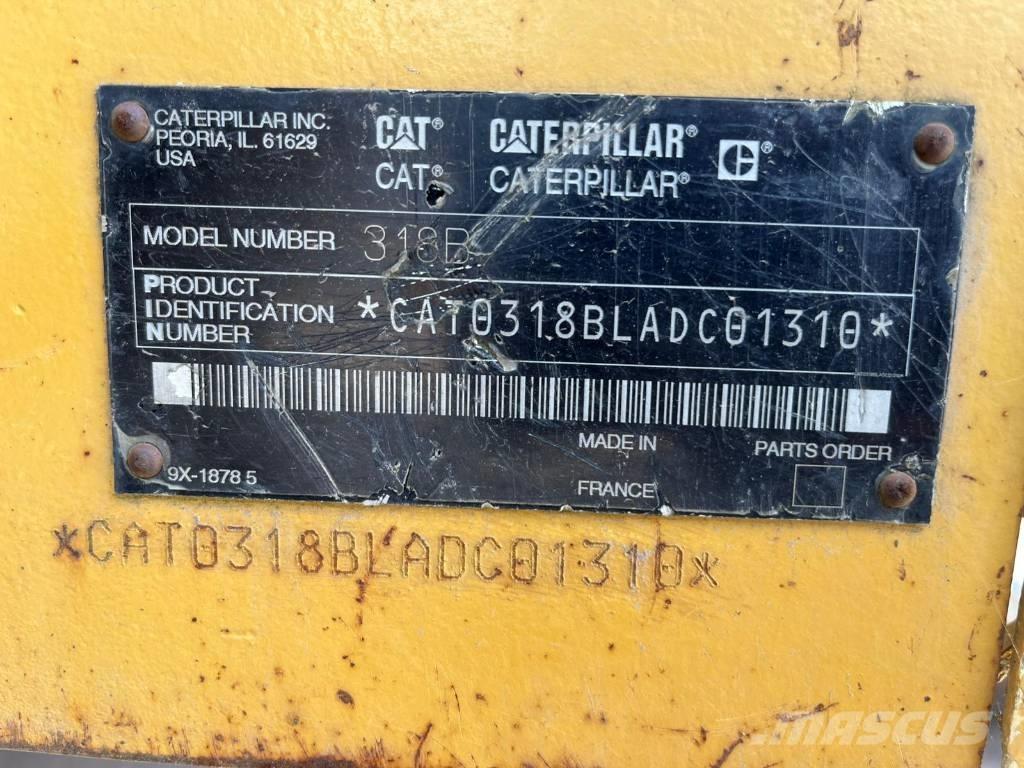 CATERPILLAR INC.
PEORIA, IL. 61629
USA
CAT®
CAT®
CATERPILLAR®
CATERPILLAR®
C®
MODEL NUMBER 318B
PRODUCT
IDENTIFICATION
NUMBER
*CAT0318BLADC01310*
MADE IN
FRANCE
PARTS ORDER
9X-1878 5
*CAT0318BLADC01310*
MASCUS